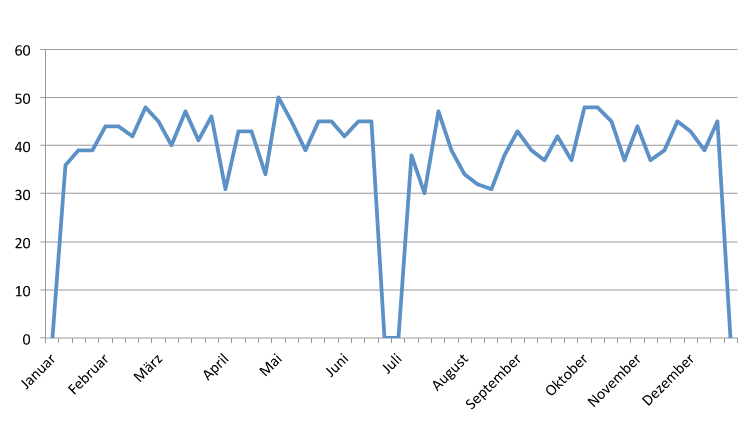 60
50
40
30
20
10
0
Januar
Februar
März
April
Mai
Juni
Juli
August
September
Oktober
November
Dezember